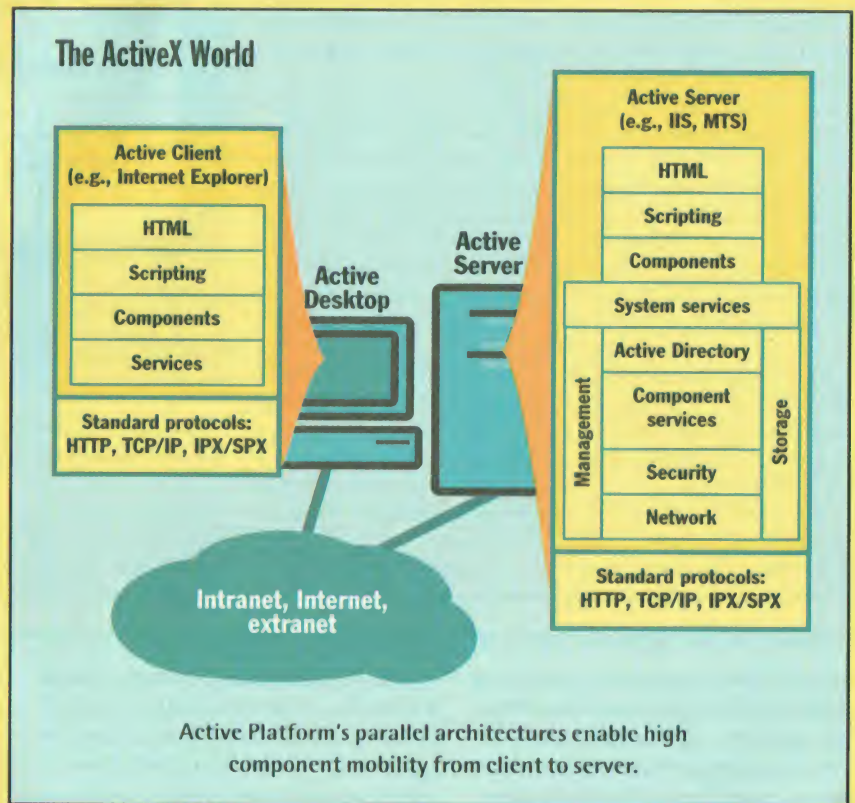 The ActiveX World
Active Client
(e.g., Internet Explorer)
HTML
Scripting
Components
Services
Standard protocols:
HTTP, TCP/IP, IPX/SPX
Active
Desktop
Active
Server
Active Server
(e.g., IIS, MTS)
HTML
Scripting
Components
System services
Management
Active Directory
Component
services
Security
Network
Storage
Standard protocols:
HTTP, TCP/IP, IPX/SPX
Intranet, Internet,
extranet
Active Platform's parallel architectures enable high
component mobility from client to server.